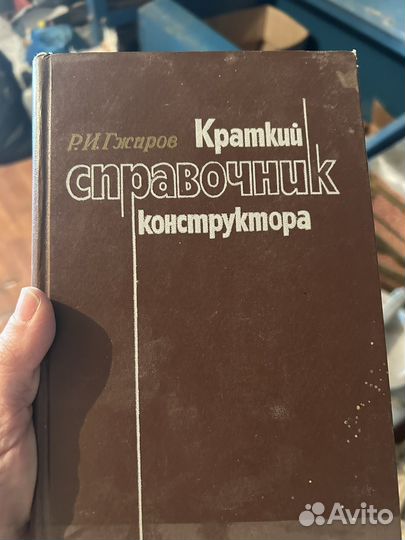 Р.И.Гжиров Краткий
справочник
конструктора
Avito